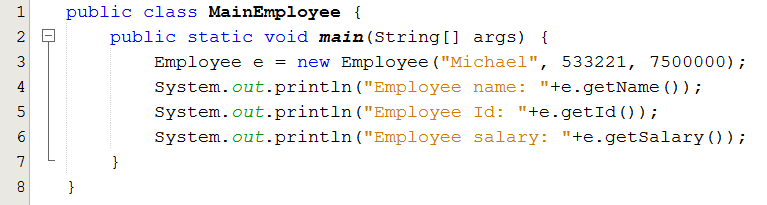 1 public class MainEmployee {
2 public static void main(String[] args) {
3 Employee e = new Employee("Michael", 533221, 7500000);
4 System.out.println("Employee name: "+e.getName());
5 System.out.println("Employee Id: "+e.getId());
6 System.out.println("Employee salary: "+e.getSalary());
7 }
8 }